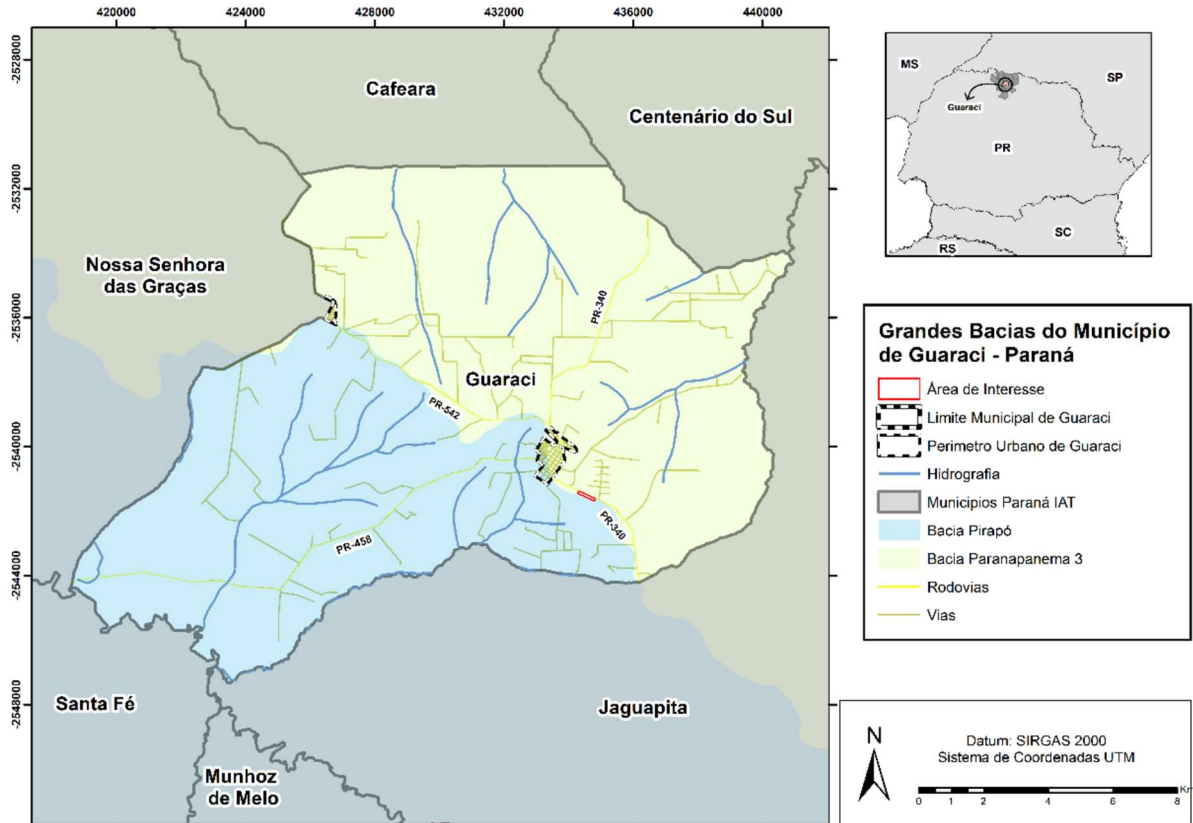 420000
424000
428000
432000
436000
440000
-2528000
-2532000
-2536000
-2540000
-2544000
-2548000
Cafeara
Centenário do Sul
Nossa Senhora
das Graças
PR-340
Guaraci
PR-542
PR-340
PR-458
Santa Fé
Jaguapita
Munhoz
de Melo
MS
SP
Guaraci
PR
SC
RS
Grandes Bacias do Município
de Guaraci - Paraná
Área de Interesse
Limite Municipal de Guaraci
Perimetro Urbano de Guaraci
Hidrografia
Municipios Paraná IAT
Bacia Pirapó
Bacia Paranapanema 3
Rodovias
Vias
N
Datum: SIRGAS 2000
Sistema de Coordenadas UTM
Km
0 1 2 4 6 8